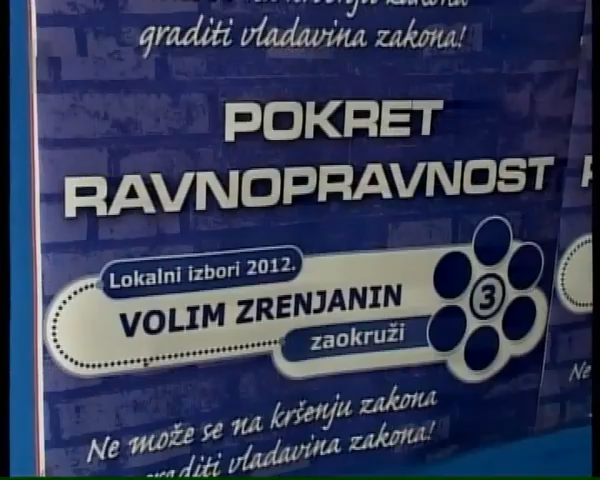 graditi vladavina zakona!
POKRET
RAVNOPRAVNOST
Lokalni izbori 2012.
VOLIM ZRENJANIN
3
zaokruži
Ne može se na kršenju zakona
graditi vladavina zakona!
Ne